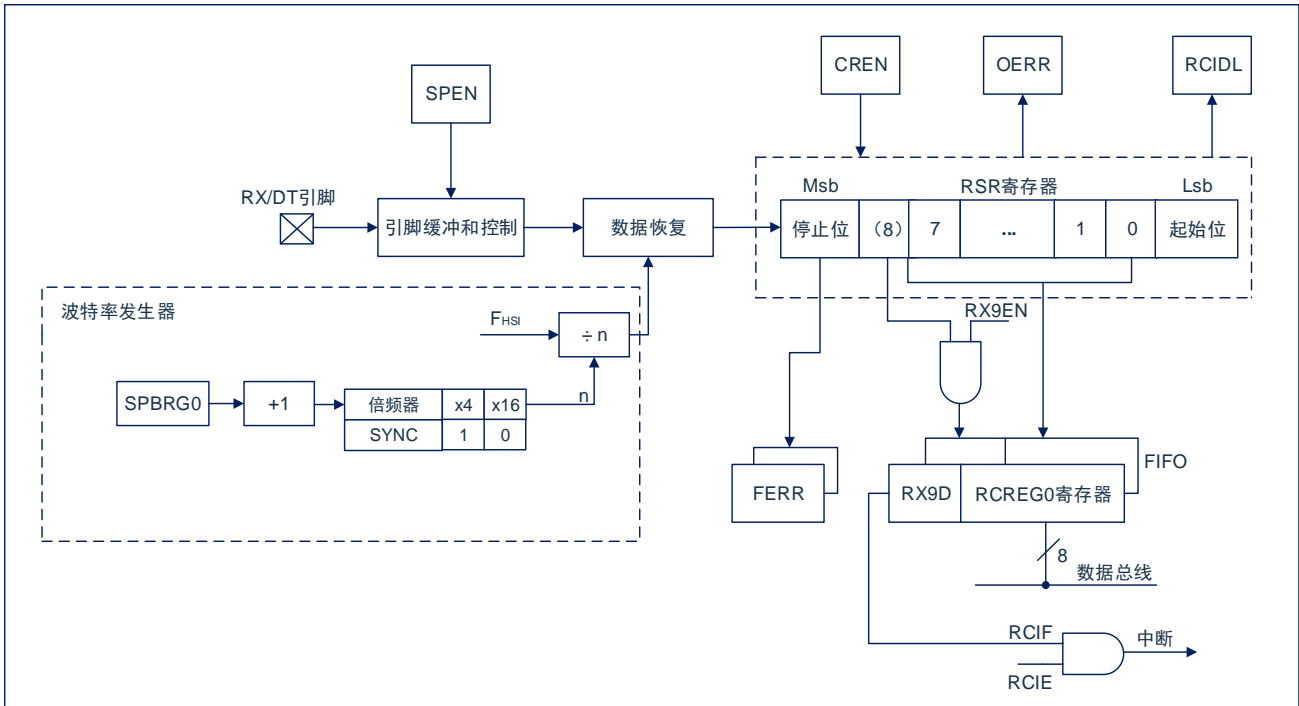 CREN
OERR
RCIDL
SPEN
Msb
RSR寄存器
Lsb
RX/DT引脚
引脚缓冲和控制
数据恢复
停止位
（8）
7
...
1
0
起始位
波特率发生器
FHSI
÷ n
RX9EN
SPBRG0
+1
倍频器
x4
x16
n
SYNC
1
0
FIFO
FERR
RX9D
RCREG0寄存器
8
数据总线
RCIF
中断
RCIE